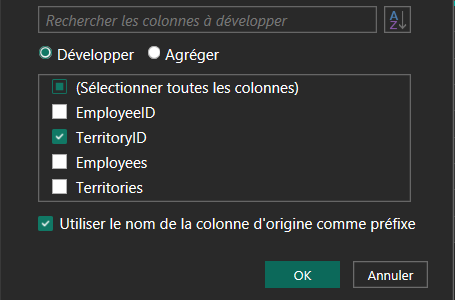 Rechercher les colonnes à développer
A
Z
Développer Agréger
(Sélectionner toutes les colonnes)
EmployeeID
TerritoryID
Employees
Territories
Utiliser le nom de la colonne d'origine comme préfixe
OK Annuler